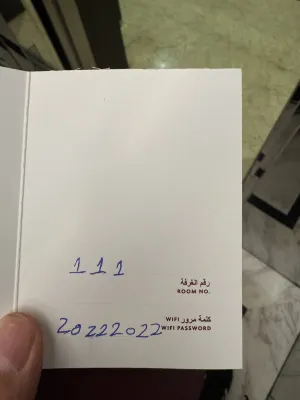 111
رقم الغرفة
ROOM NO.
كلمة مرور WIFI
20222022
WIFI PASSWORD